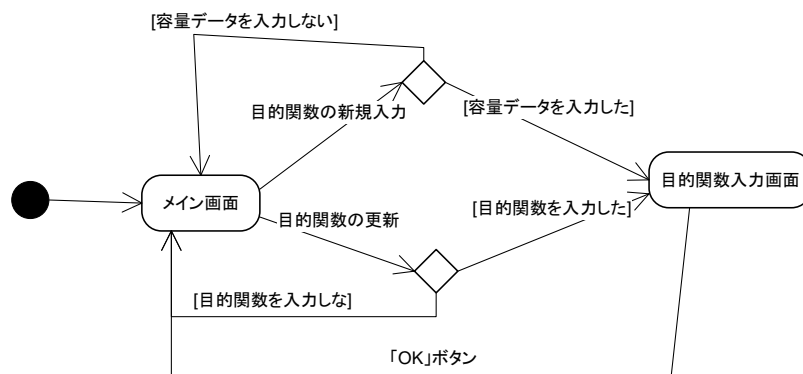 [容量データを入力しない]
目的関数の新規入力
[容量データを入力した]
目的関数入力画面
メイン画面
[目的関数を入力した]
目的関数の更新
[目的関数を入力しな]
「OK」ボタン